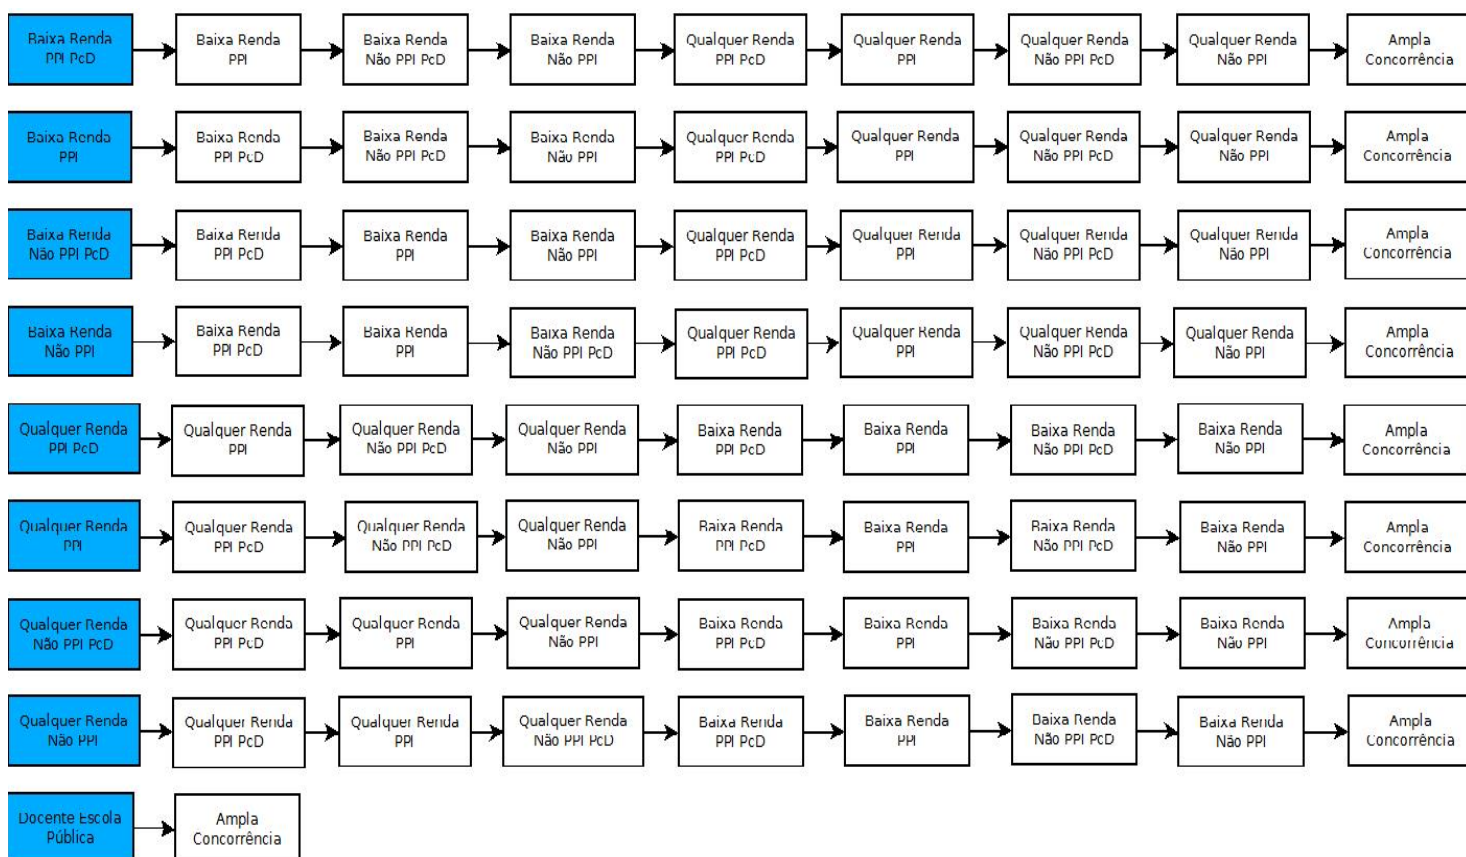 Baixa Renda
PPI PcD
Baixa Renda
PPI
Baixa Renda
Não PPI PcD
Baixa Renda
Não PPI
Qualquer Renda
PPI PcD
Qualquer Renda
PPI
Qualquer Renda
Não PPI PcD
Qualquer Renda
Não PPI
Ampla
Concorrência
Baixa Renda
PPI
Baixa Renda
PPI PcD
Baixa Renda
Não PPI PcD
Baixa Renda
Não PPI
Qualquer Renda
PPI PcD
Qualquer Renda
PPI
Qualquer Renda
Não PPI PcD
Qualquer Renda
Não PPI
Ampla
Concorrência
Baixa Renda
Não PPI PcD
Baixa Renda
PPI PcD
Baixa Renda
PPI
Baixa Renda
Não PPI
Qualquer Renda
PPI PcD
Qualquer Renda
PPI
Qualquer Renda
Não PPI PcD
Qualquer Renda
Não PPI
Ampla
Concorrência
Baixa Renda
Não PPI
Baixa Renda
PPI PcD
Baixa Renda
PPI
Baixa Renda
Não PPI PcD
Qualquer Renda
PPI PcD
Qualquer Renda
PPI
Qualquer Renda
Não PPI PcD
Qualquer Renda
Não PPI
Ampla
Concorrência
Qualquer Renda
PPI PcD
Qualquer Renda
PPI
Qualquer Renda
Não PPI PcD
Qualquer Renda
Não PPI
Baixa Renda
PPI PcD
Baixa Renda
PPI
Baixa Renda
Não PPI PcD
Baixa Renda
Não PPI
Ampla
Concorrência
Qualquer Renda
PPI
Qualquer Renda
PPI PcD
Qualquer Renda
Não PPI PcD
Qualquer Renda
Não PPI
Baixa Renda
PPI PcD
Baixa Renda
PPI
Baixa Renda
Não PPI PcD
Baixa Renda
Não PPI
Ampla
Concorrência
Qualquer Renda
Não PPI PcD
Qualquer Renda
PPI PcD
Qualquer Renda
PPI
Qualquer Renda
Não PPI
Baixa Renda
PPI PcD
Baixa Renda
PPI
Baixa Renda
Não PPI PcD
Baixa Renda
Não PPI
Ampla
Concorrência
Qualquer Renda
Não PPI
Qualquer Renda
PPI PcD
Qualquer Renda
PPI
Qualquer Renda
Não PPI PcD
Baixa Renda
PPI PcD
Baixa Renda
PPI
Baixa Renda
Não PPI PcD
Baixa Renda
Não PPI
Ampla
Concorrência
Docente Escola
Pública
Ampla
Concorrência